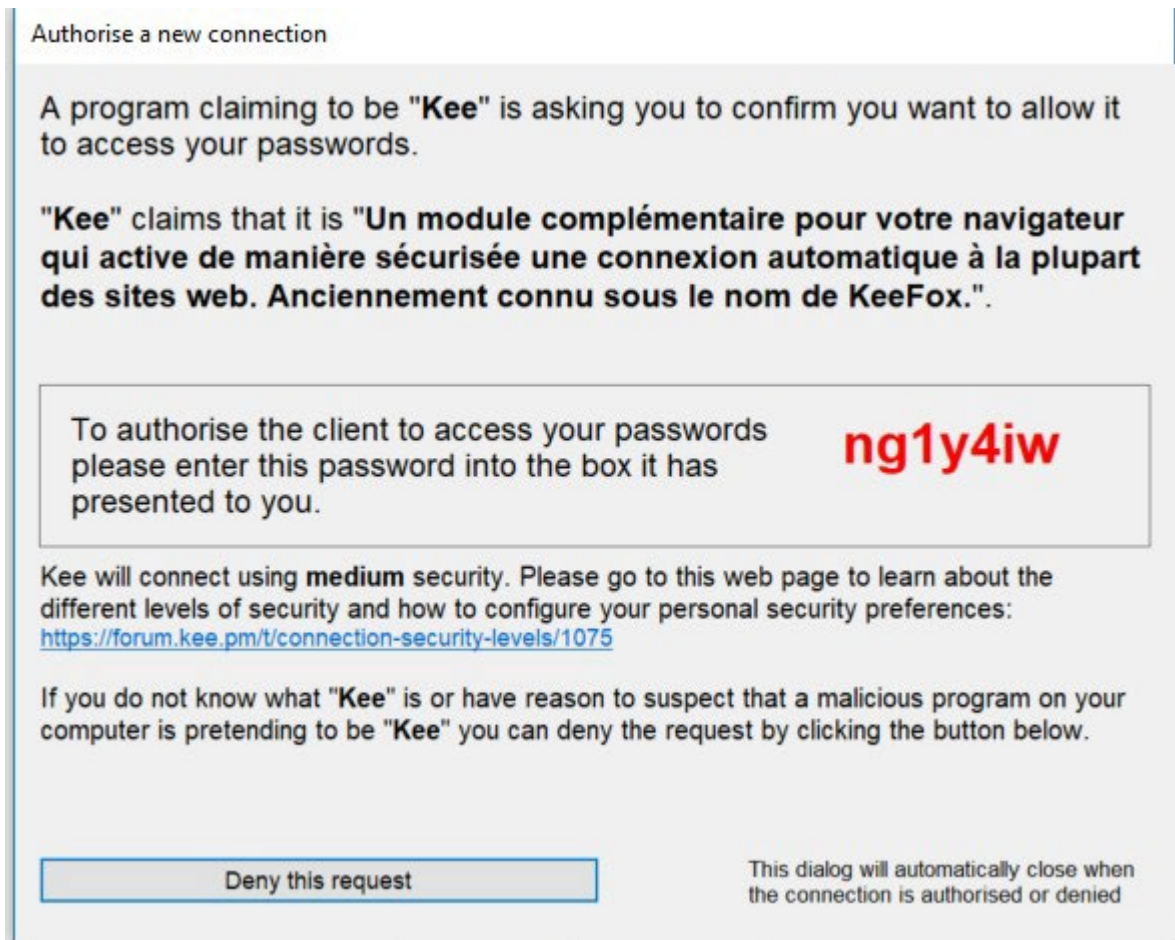 Authorise a new connection
A program claiming to be "Kee" is asking you to confirm you want to allow it
to access your passwords.
"Kee" claims that it is "Un module complémentaire pour votre navigateur
qui active de manière sécurisée une connexion automatique à la plupart
des sites web. Anciennement connu sous le nom de KeeFox.".
To authorise the client to access your passwords
please enter this password into the box it has
presented to you.
ng1y4iw
Kee will connect using medium security. Please go to this web page to learn about the
different levels of security and how to configure your personal security preferences:
https://forum.kee.pm/t/connection-security-levels/1075
If you do not know what "Kee" is or have reason to suspect that a malicious program on your
computer is pretending to be "Kee" you can deny the request by clicking the button below.
Deny this request
This dialog will automatically close when
the connection is authorised or denied